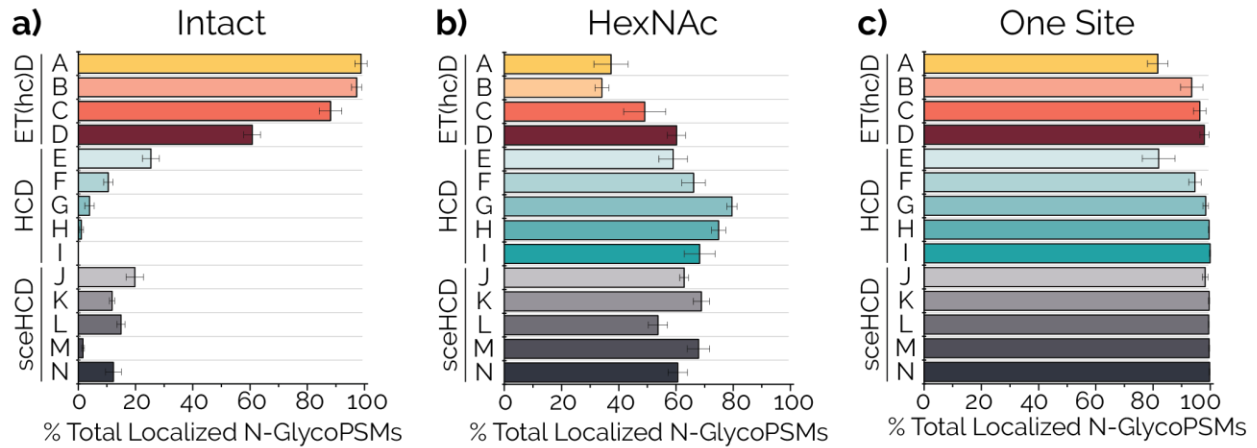 a) Intact
ET(hc)D
A
B
C
D
HCD
E
F
G
H
I
sceHCD
J
K
L
M
N
0 20 40 60 80 100
% Total Localized N-GlycoPSMs
b) HexNAc
ET(hc)D
A
B
C
D
HCD
E
F
G
H
I
sceHCD
J
K
L
M
N
0 20 40 60 80 100
% Total Localized N-GlycoPSMs
c) One Site
ET(hc)D
A
B
C
D
HCD
E
F
G
H
I
sceHCD
J
K
L
M
N
0 20 40 60 80 100
% Total Localized N-GlycoPSMs